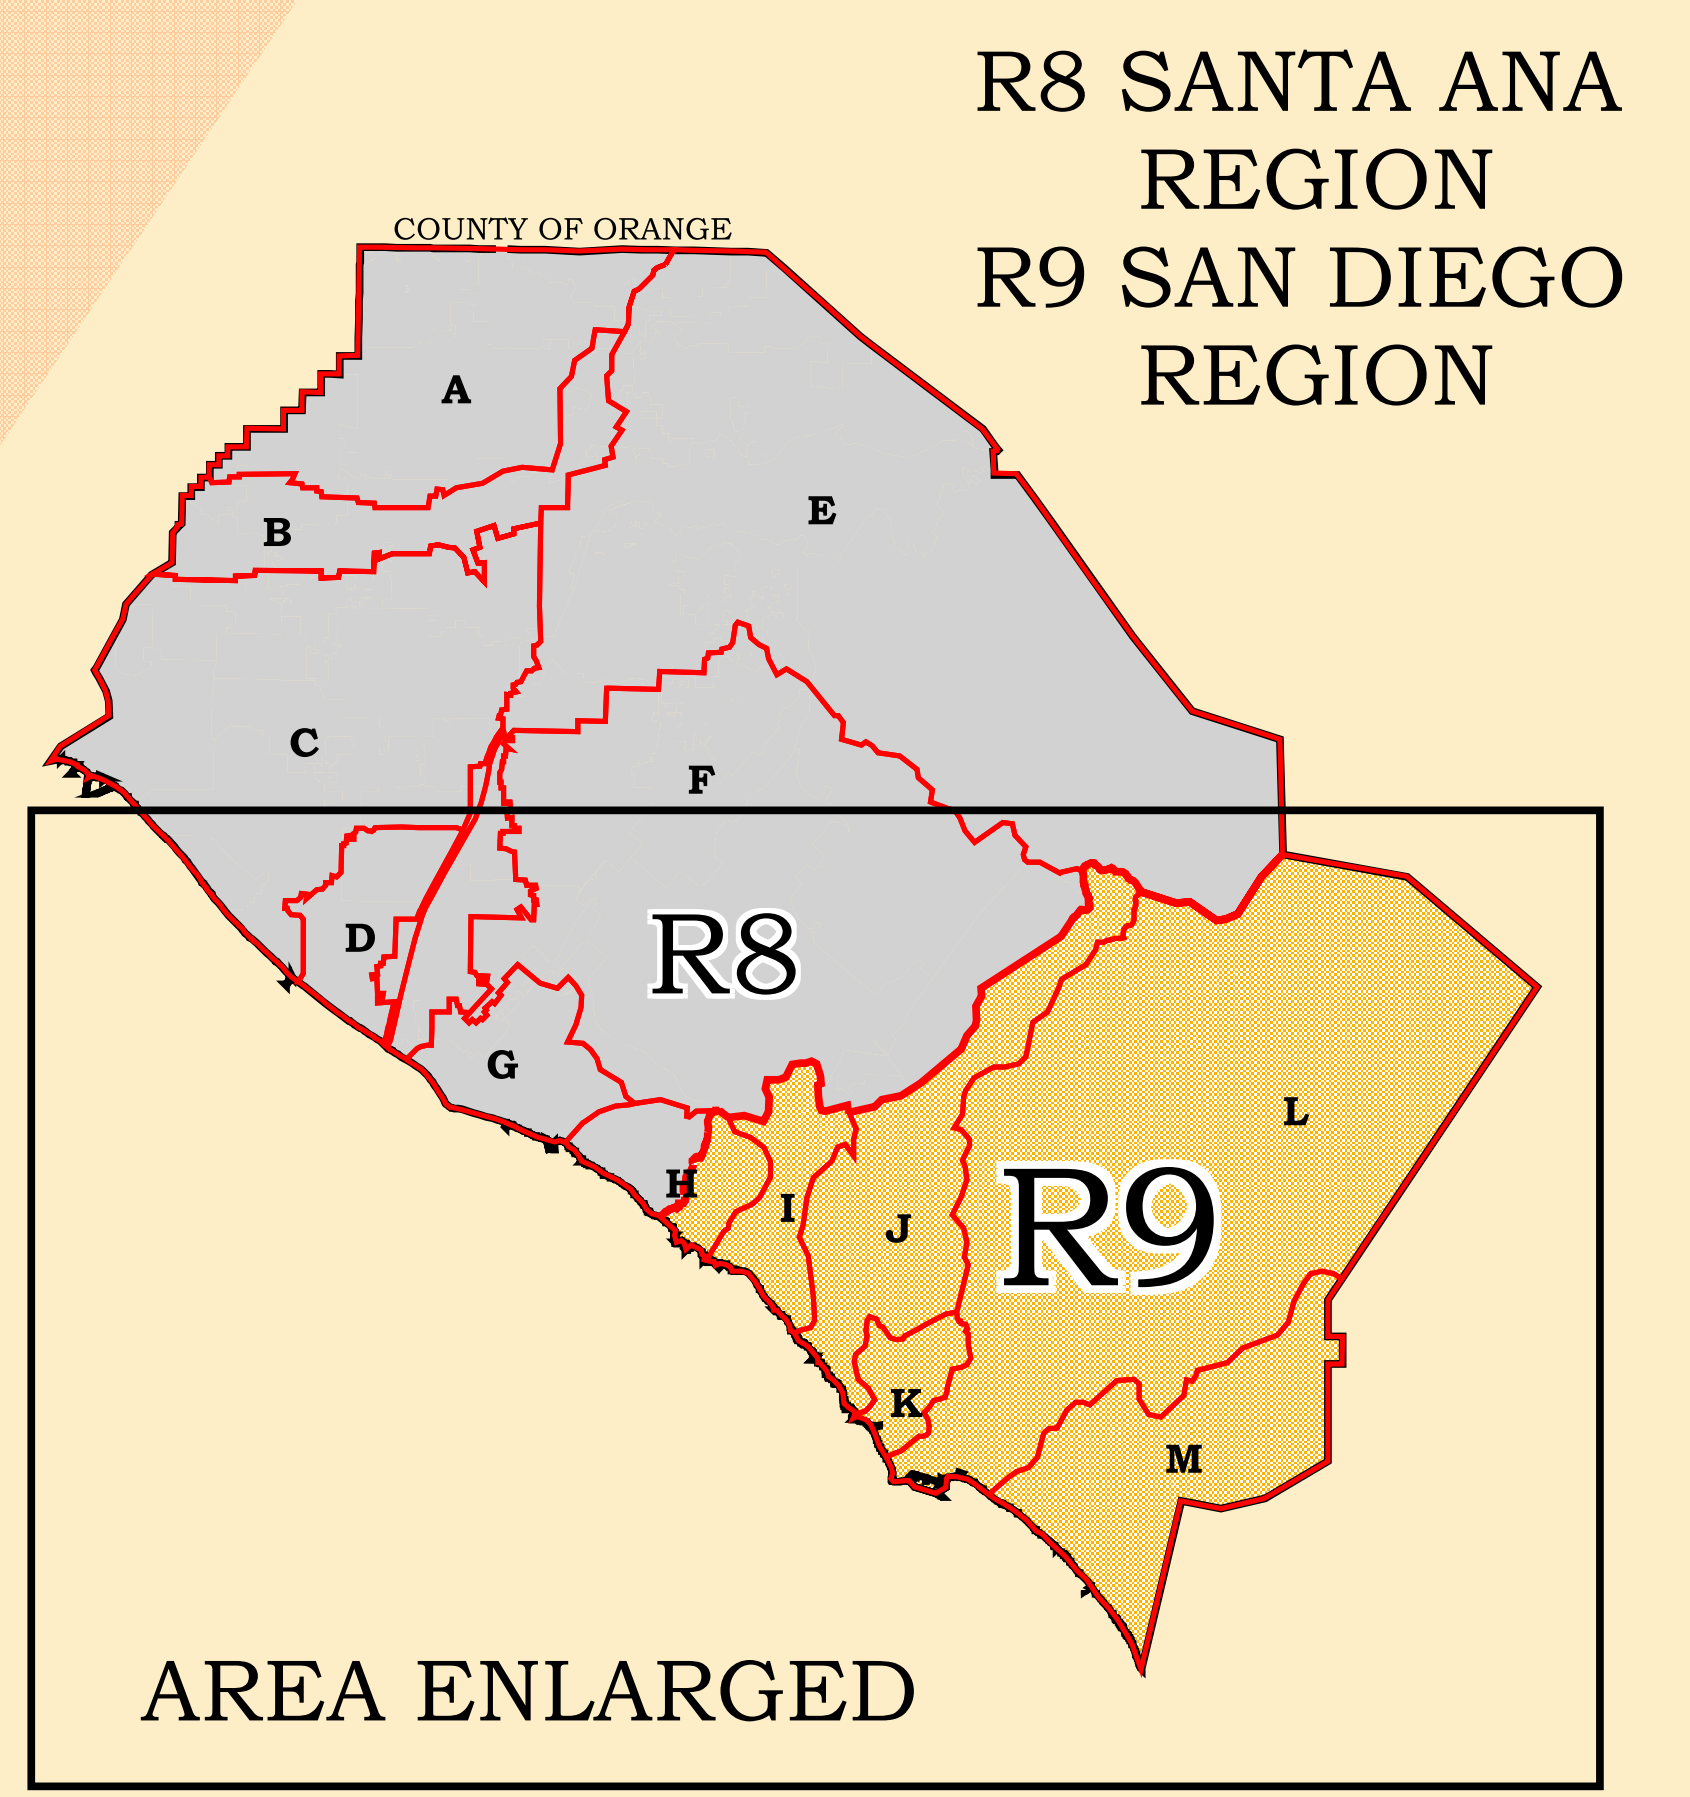 R8 SANTA ANA
REGION
R9 SAN DIEGO
REGION
COUNTY OF ORANGE
A
B
E
C
F
D
R8
G
L
H
I
J
R9
K
M
AREA ENLARGED